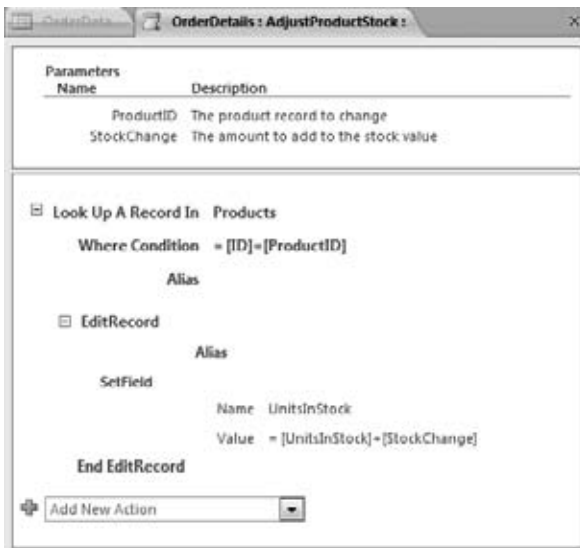 OrderDetails : AdjustProductStock :
Parameters
Name Description
ProductID The product record to change
StockChange The amount to add to the stock value
Look Up A Record In Products
Where Condition = [ID]=[ProductID]
Alias
EditRecord
Alias
SetField
Name UnitsInStock
Value = [UnitsInStock]+[StockChange]
End EditRecord
Add New Action